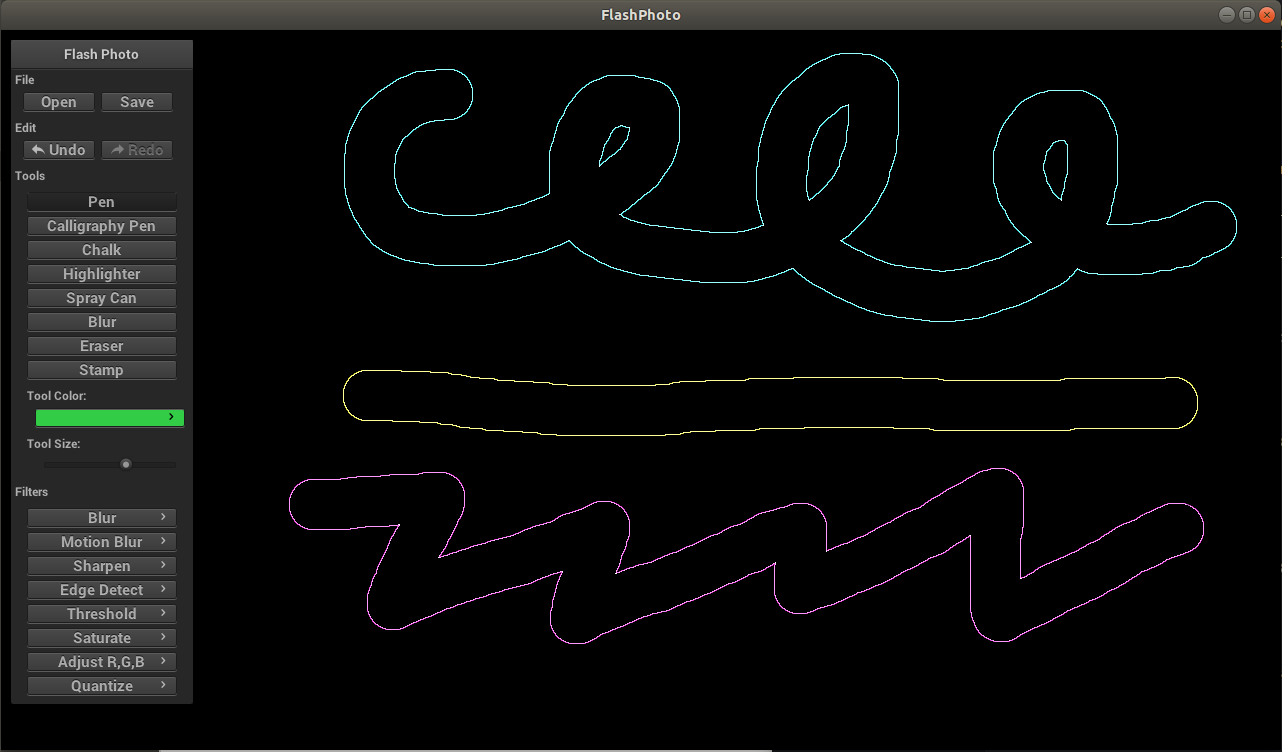 FlashPhoto
Flash Photo
File
Open Save
Edit
Undo Redo
Tools
Pen
Calligraphy Pen
Chalk
Highlighter
Spray Can
Blur
Eraser
Stamp
Tool Color:
Tool Size:
Filters
Blur
Motion Blur
Sharpen
Edge Detect
Threshold
Saturate
Adjust R,G,B
Quantize